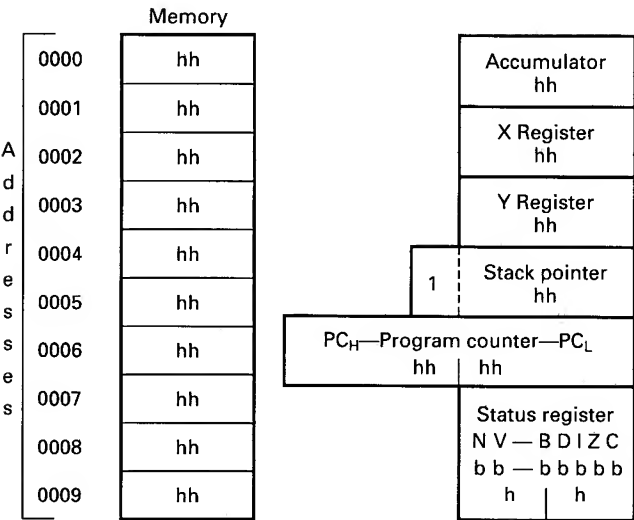 Memory
Addresses
0000 hh
0001 hh
0002 hh
0003 hh
0004 hh
0005 hh
0006 hh
0007 hh
0008 hh
0009 hh
Accumulator
hh
X Register
hh
Y Register
hh
1 Stack pointer
hh
PCH—Program counter—PCL
hh hh
Status register
N V — B D I Z C
b b — b b b b b
h h